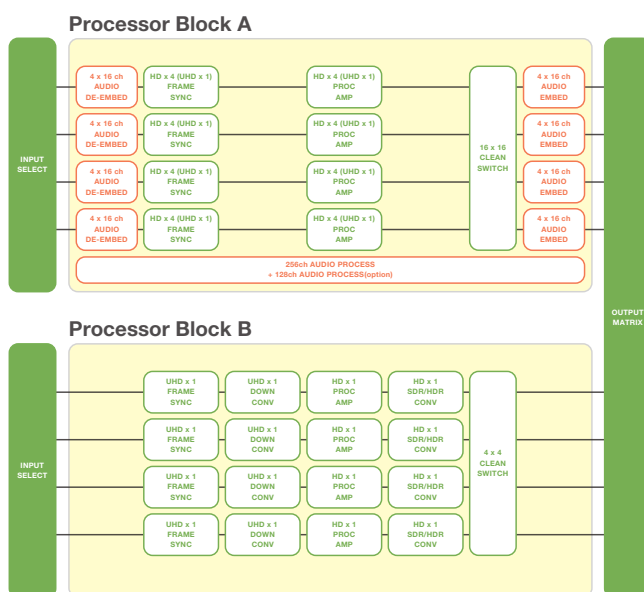 Processor Block A
INPUT
SELECT
4 x 16 ch
AUDIO
DE-EMBED
HD x 4 (UHD x 1)
FRAME
SYNC
HD x 4 (UHD x 1)
PROC
AMP
4 x 16 ch
AUDIO
EMBED
4 x 16 ch
AUDIO
DE-EMBED
HD x 4 (UHD x 1)
FRAME
SYNC
HD x 4 (UHD x 1)
PROC
AMP
4 x 16 ch
AUDIO
EMBED
4 x 16 ch
AUDIO
DE-EMBED
HD x 4 (UHD x 1)
FRAME
SYNC
HD x 4 (UHD x 1)
PROC
AMP
4 x 16 ch
AUDIO
EMBED
4 x 16 ch
AUDIO
DE-EMBED
HD x 4 (UHD x 1)
FRAME
SYNC
HD x 4 (UHD x 1)
PROC
AMP
4 x 16 ch
AUDIO
EMBED
16 x 16
CLEAN
SWITCH
256ch AUDIO PROCESS
+ 128ch AUDIO PROCESS(option)
OUTPUT
MATRIX
Processor Block B
INPUT
SELECT
UHD x 1
FRAME
SYNC
UHD x 1
DOWN
CONV
HD x 1
PROC
AMP
HD x 1
SDR/HDR
CONV
UHD x 1
FRAME
SYNC
UHD x 1
DOWN
CONV
HD x 1
PROC
AMP
HD x 1
SDR/HDR
CONV
UHD x 1
FRAME
SYNC
UHD x 1
DOWN
CONV
HD x 1
PROC
AMP
HD x 1
SDR/HDR
CONV
UHD x 1
FRAME
SYNC
UHD x 1
DOWN
CONV
HD x 1
PROC
AMP
HD x 1
SDR/HDR
CONV
4 x 4
CLEAN
SWITCH